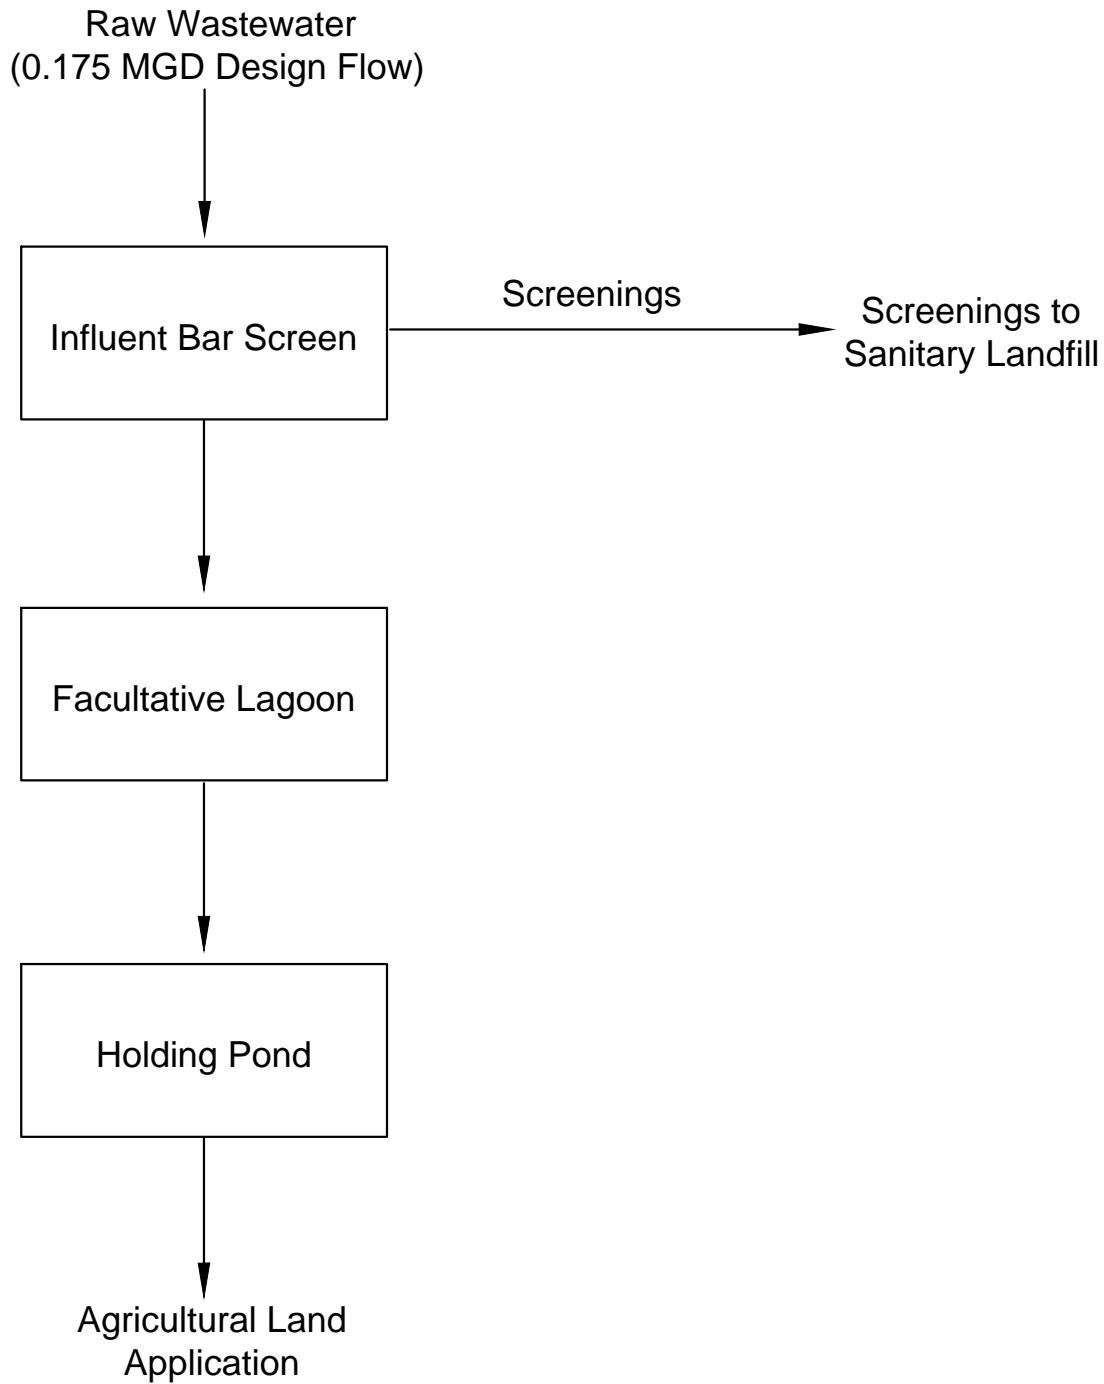 Raw Wastewater
(0.175 MGD Design Flow)
Influent Bar Screen
Screenings
Screenings to
Sanitary Landfill
Facultative Lagoon
Holding Pond
Agricultural Land
Application